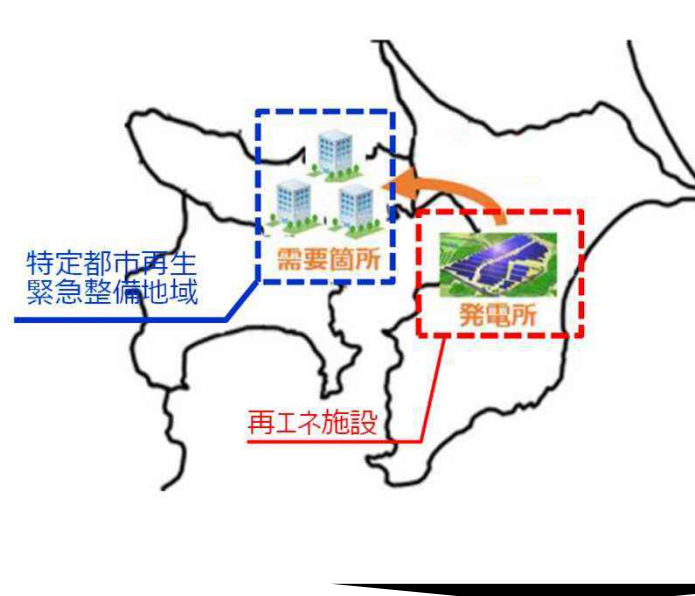 需要箇所
特定都市再生
緊急整備地域
発電所
再エネ施設